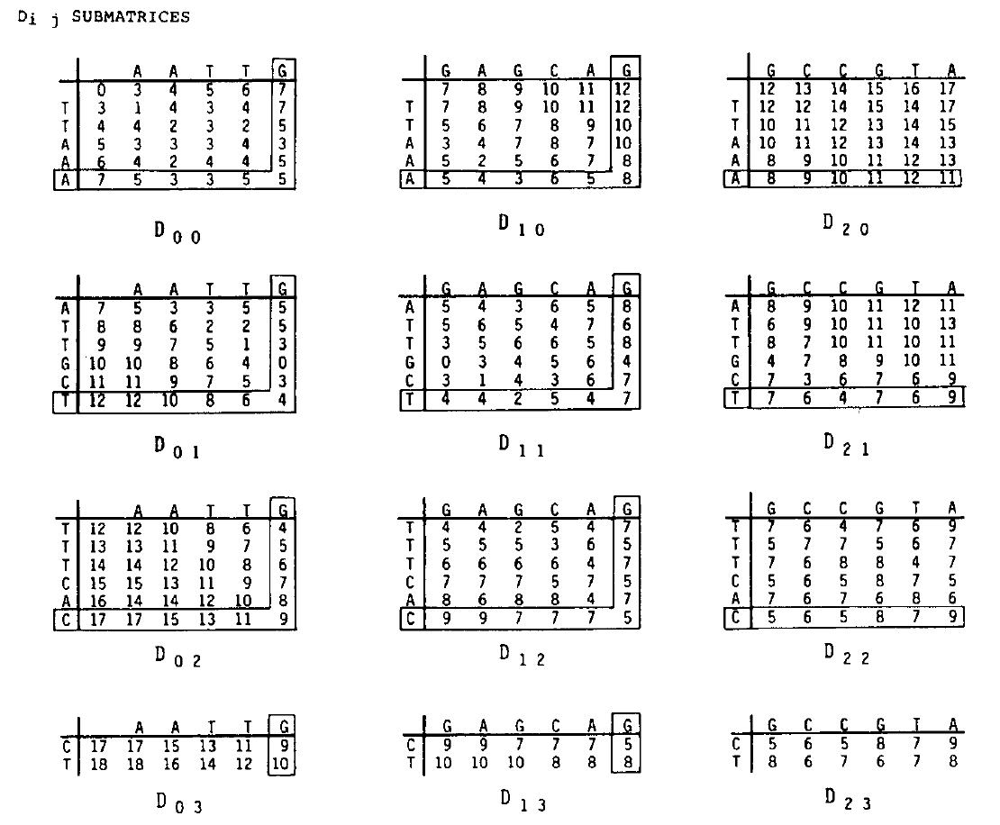 Di j SUBMATRICES
A A T T G
0 3 4 5 6 7
T 3 1 4 3 4 7
T 4 4 2 3 2 5
A 5 3 3 3 4 3
A 6 4 2 4 4 5
A 7 5 3 3 5 5
D 0 0
G A G C A G
7 8 9 10 11 12
T 7 8 9 10 11 12
T 5 6 7 8 9 10
A 3 4 7 8 7 10
A 5 2 5 6 7 8
A 5 4 3 6 5 8
D 1 0
G C C G T A
12 13 14 15 16 17
T 12 12 14 15 14 17
T 10 11 12 13 14 15
A 10 11 12 13 14 13
A 8 9 10 11 12 13
A 8 9 10 11 12 11
D 2 0
A A T T G
A 7 5 3 3 5 5
T 8 8 6 2 2 5
T 9 9 7 5 1 3
G 10 10 8 6 4 0
C 11 11 9 7 5 3
T 12 12 10 8 6 4
D 0 1
G A G C A G
A 5 4 3 6 5 8
T 5 6 5 4 7 6
T 3 5 6 6 5 8
G 0 3 4 5 6 4
C 3 1 4 3 6 7
T 4 4 2 5 4 7
D 1 1
G C C G T A
A 8 9 10 11 12 11
T 6 9 10 11 10 13
T 8 7 10 11 10 11
G 4 7 8 9 10 11
C 7 3 6 7 6 9
T 7 6 4 7 6 9
D 2 1
A A T T G
T 12 12 10 8 6 4
T 13 13 11 9 7 5
T 14 14 12 10 8 6
C 15 15 13 11 9 7
A 16 14 14 12 10 8
C 17 17 15 13 11 9
D 0 2
G A G C A G
T 4 4 2 5 4 7
T 5 5 5 3 6 5
T 6 6 6 6 4 7
C 7 7 7 5 7 5
A 8 6 8 8 4 7
C 9 9 7 7 7 5
D 1 2
G C C G T A
T 7 6 4 7 6 9
T 5 7 7 5 6 7
T 7 6 8 8 4 7
C 5 6 5 8 7 5
A 7 6 7 6 8 6
C 5 6 5 8 7 9
D 2 2
A A T T G
C 17 17 15 13 11 9
T 18 18 16 14 12 10
D 0 3
G A G C A G
C 9 9 7 7 7 5
T 10 10 10 8 8 8
D 1 3
G C C G T A
C 5 6 5 8 7 9
T 8 6 7 6 7 8
D 2 3